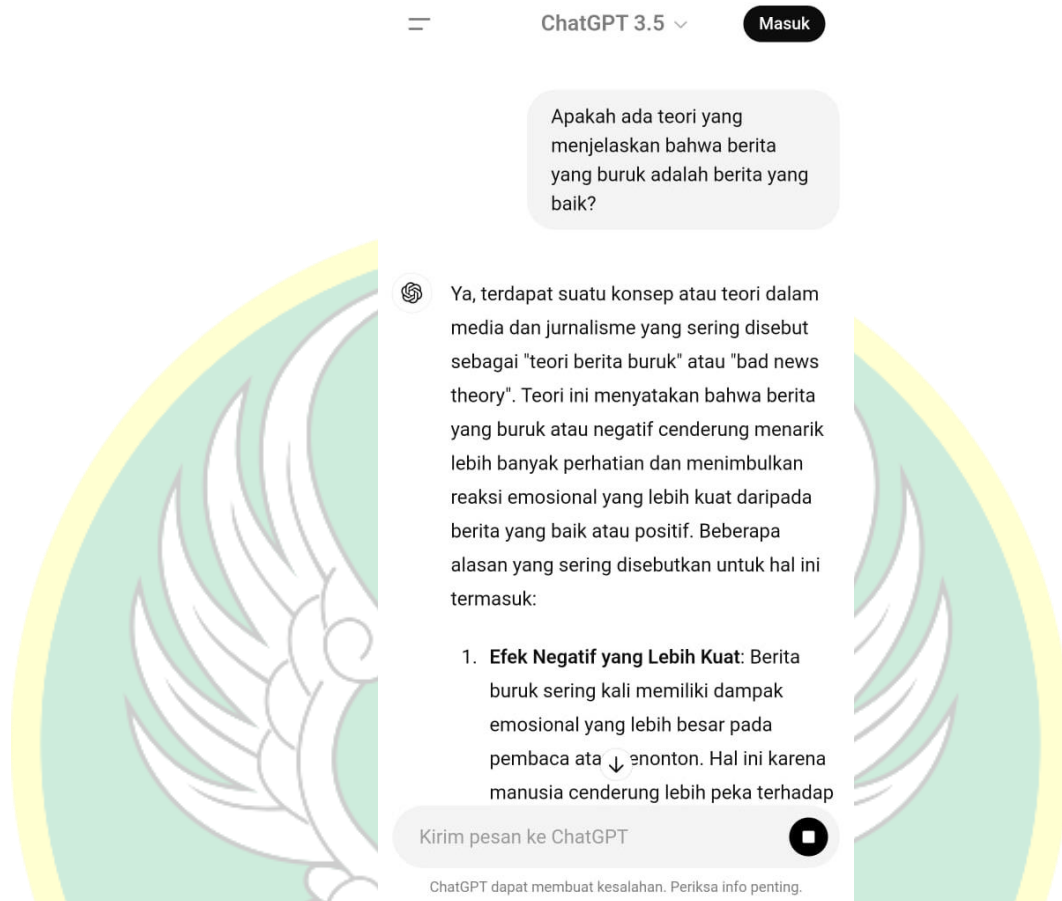 ChatGPT 3.5
Masuk
Apakah ada teori yang
menjelaskan bahwa berita
yang buruk adalah berita yang
baik?
Ya, terdapat suatu konsep atau teori dalam
media dan jurnalisme yang sering disebut
sebagai "teori berita buruk" atau "bad news
theory". Teori ini menyatakan bahwa berita
yang buruk atau negatif cenderung menarik
lebih banyak perhatian dan menimbulkan
reaksi emosional yang lebih kuat daripada
berita yang baik atau positif. Beberapa
alasan yang sering disebutkan untuk hal ini
termasuk:
1. Efek Negatif yang Lebih Kuat: Berita
buruk sering kali memiliki dampak
emosional yang lebih besar pada
pembaca ata enonton. Hal ini karena
manusia cenderung lebih peka terhadap
Kirim pesan ke ChatGPT
ChatGPT dapat membuat kesalahan. Periksa info penting.